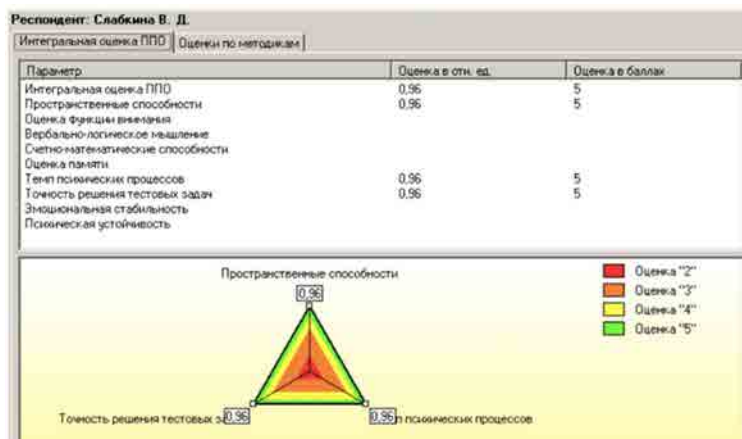 Респондент: Слабкина В. Д.
Интегральная оценка ППО Оценки по методикам
Параметр Оценка в отн. ед. Оценка в баллах
Интегральная оценка ППО 0,96 5
Пространственные способности 0,96 5
Оценка функции внимания
Вербально-логическое мышление
Счетно-математические способности
Оценка памяти
Темп психических процессов 0,96 5
Точность решения тестовых задач 0,96 5
Эмоциональная стабильность
Психическая устойчивость
Пространственные способности
0,96
Оценка "2"
Оценка "3"
Оценка "4"
Оценка "5"
Точность решения тестовых за 0,96 0,96 п психических процессов